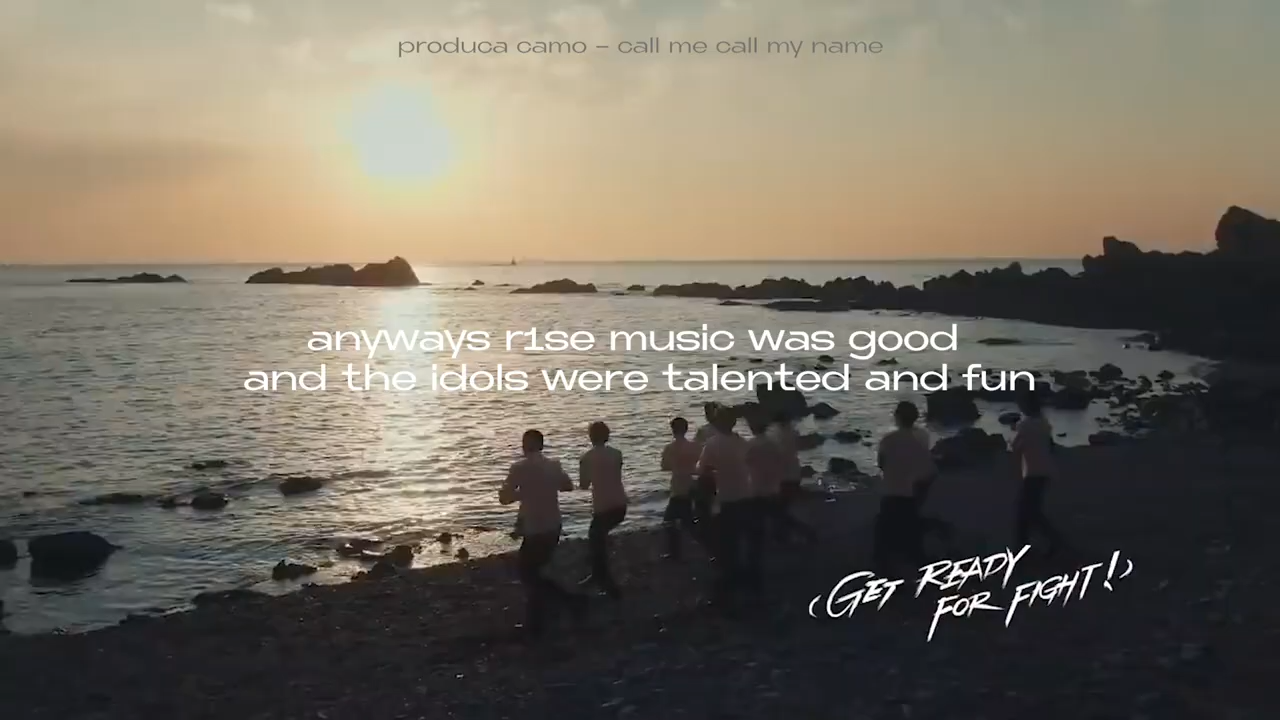 produca camo – call me call my name
anyways r1se music was good
and the idols were talented and fun
(GET READY
FOR FIGHT!)